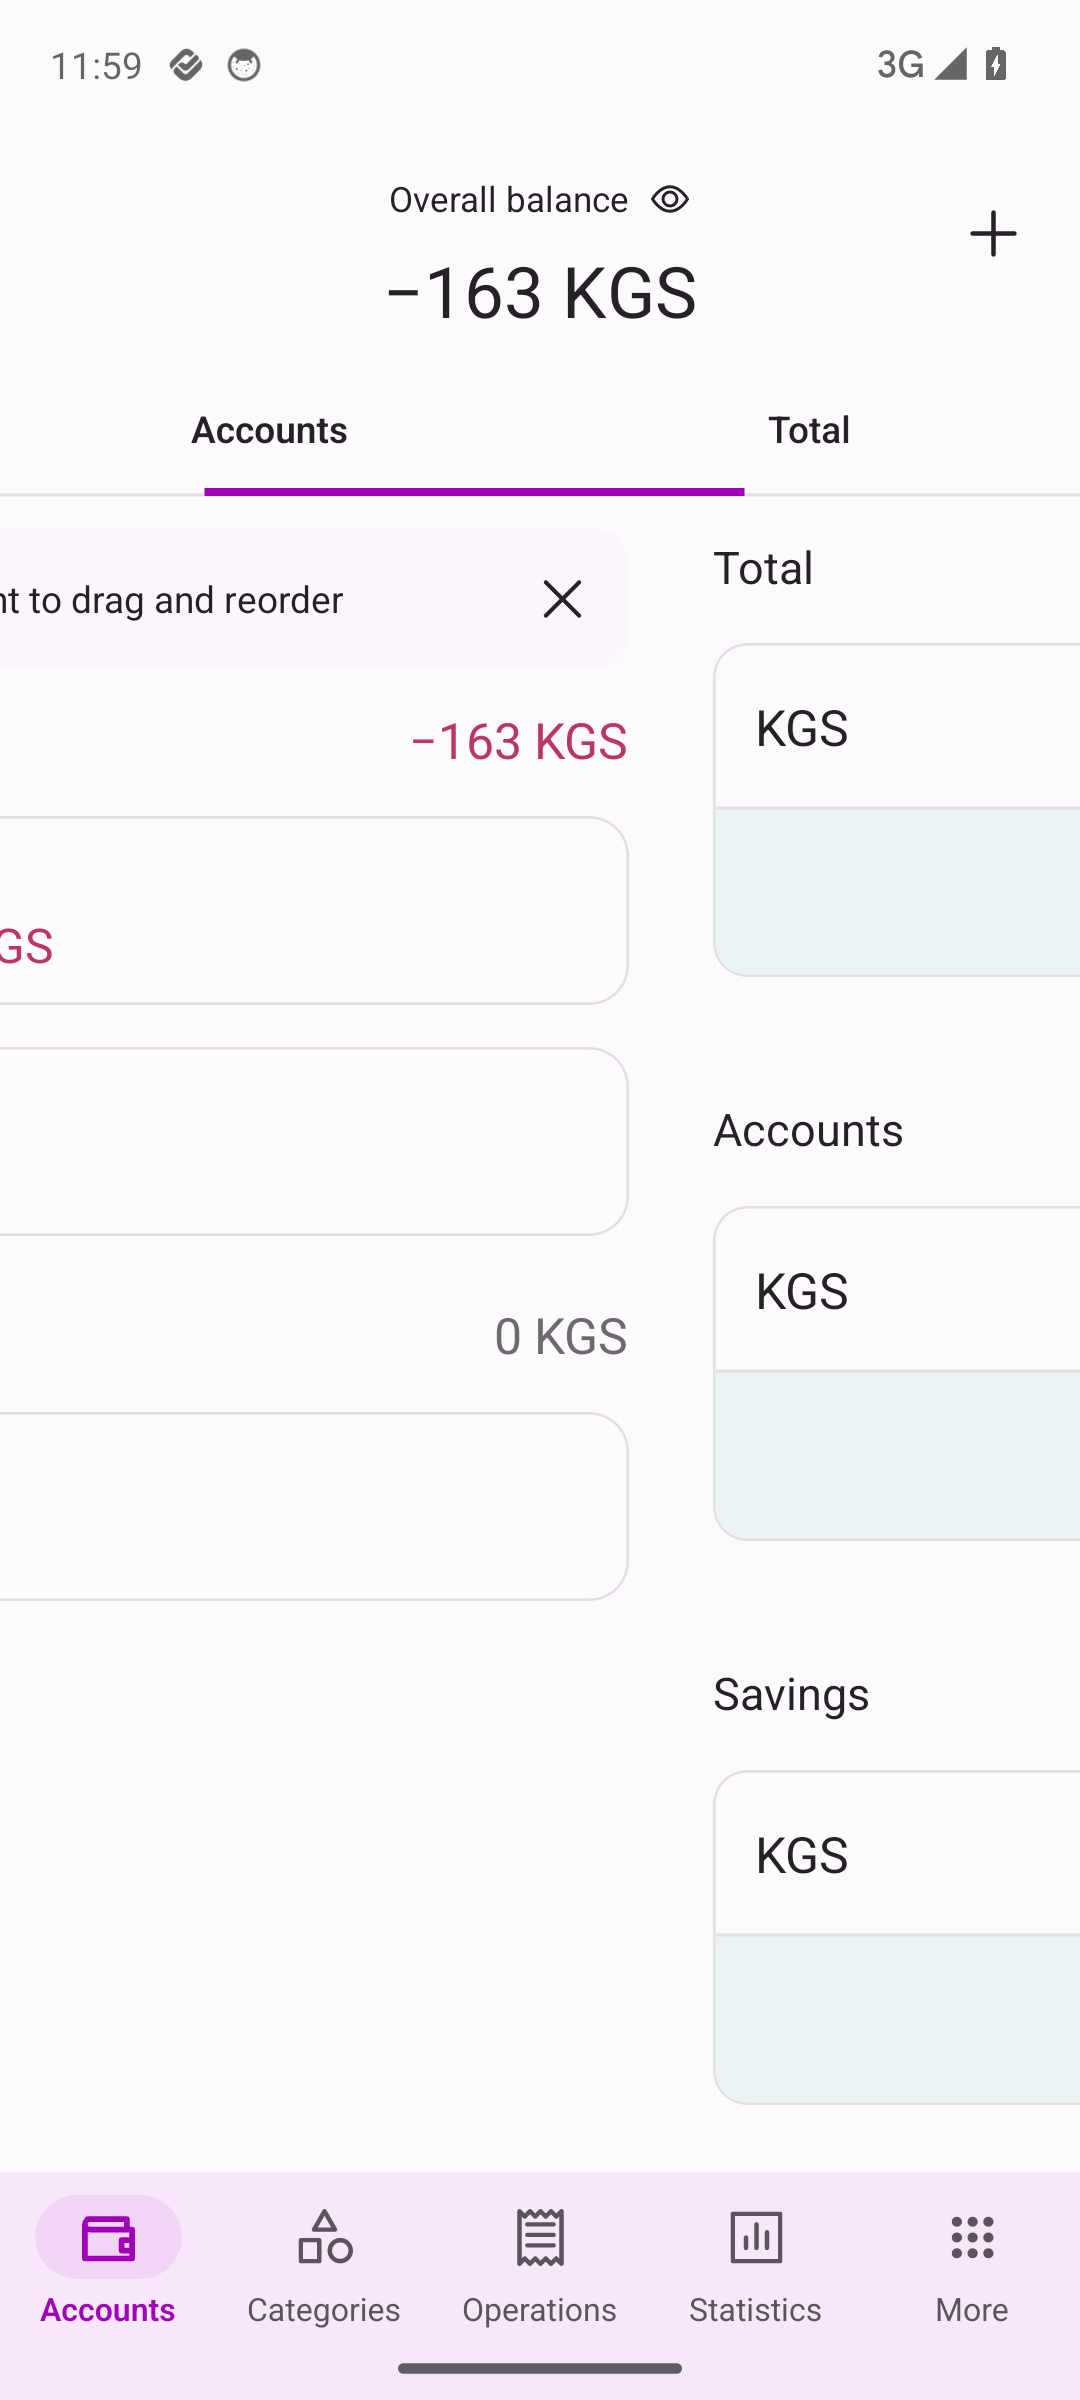 11:59
3G
Overall balance
−163 KGS
Accounts
Total
to drag and reorder
−163 KGS
GS
0 KGS
Total
KGS
Accounts
KGS
Savings
KGS
Accounts
Categories
Operations
Statistics
More